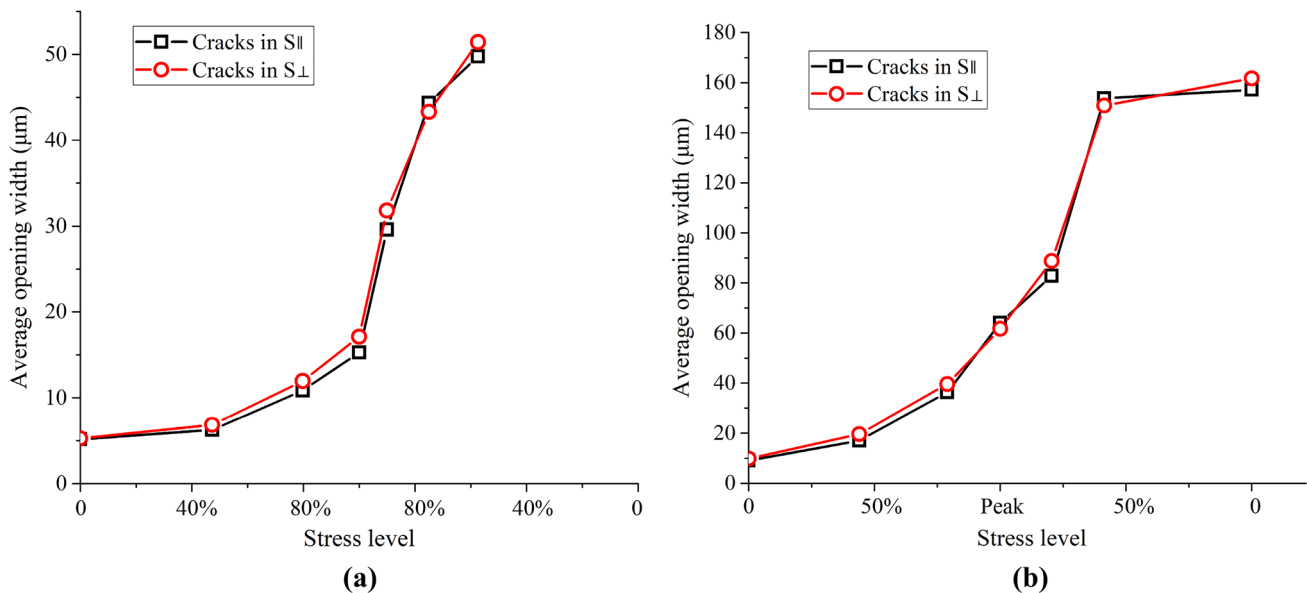 Cracks in S∥
Cracks in S⊥
Average opening width (μm)
50
40
30
20
10
0
0 40% 80% 80% 40% 0
Stress level
(a)
Cracks in S∥
Cracks in S⊥
Average opening width (μm)
180
160
140
120
100
80
60
40
20
0
0 50% Peak 50% 0
Stress level
(b)